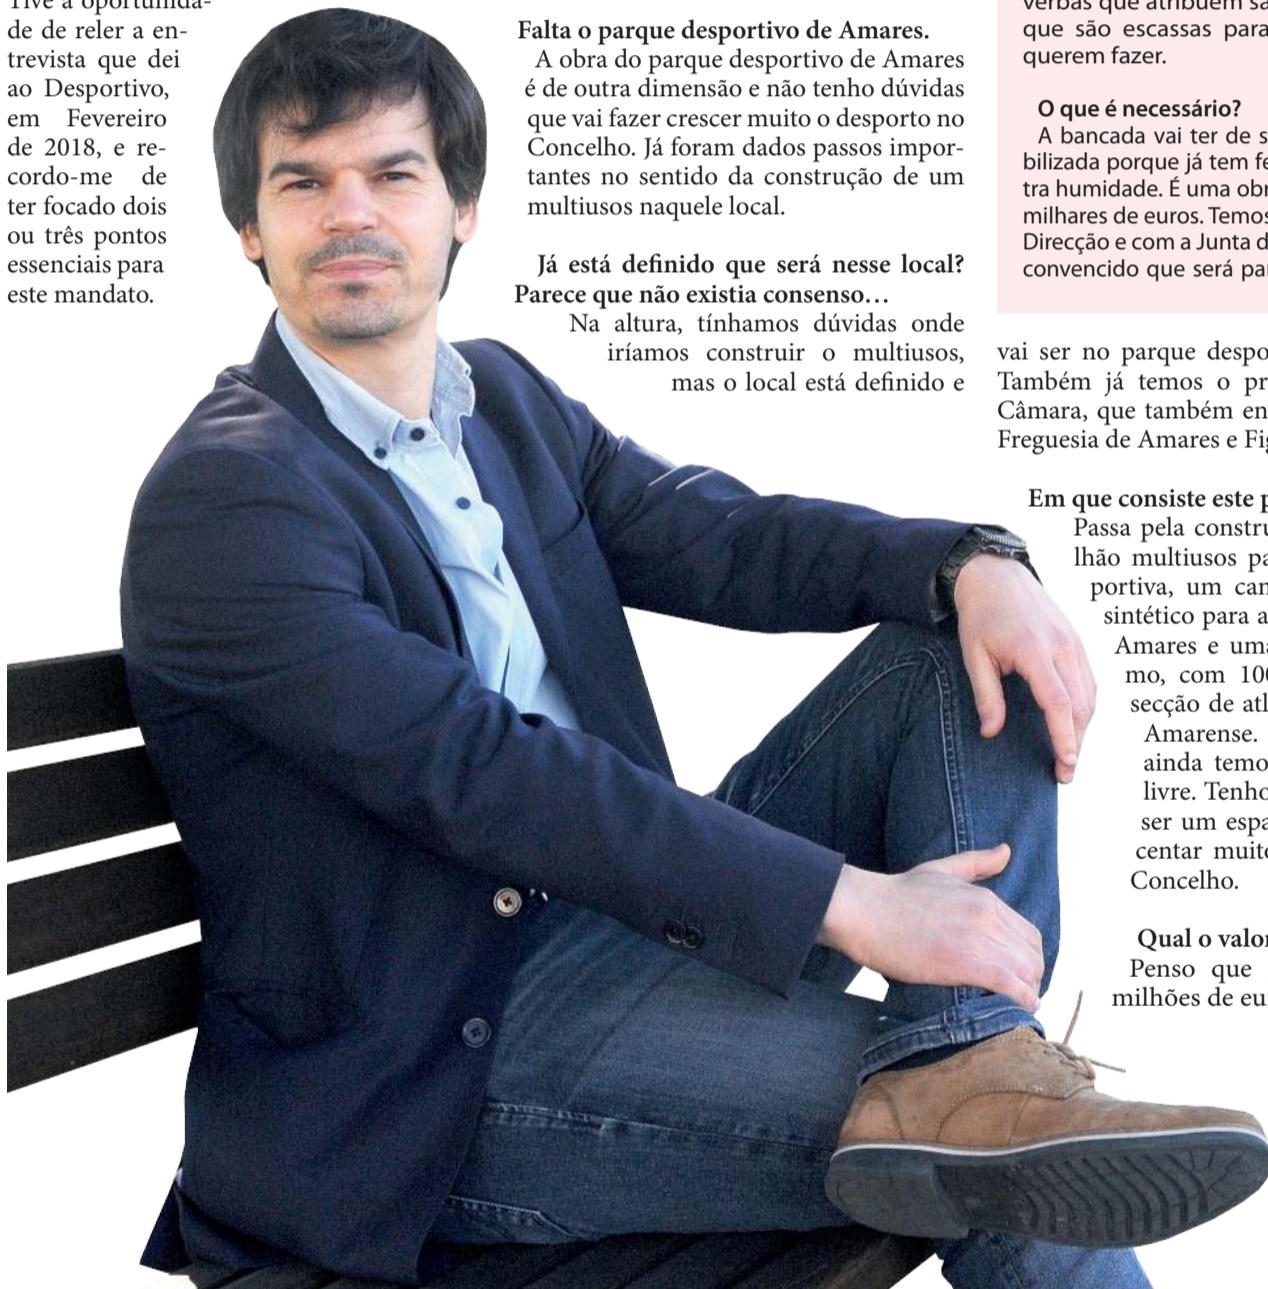 Tive a oportunida-
de de reler a en-
trevista que dei
ao Desportivo,
em Fevereiro
de 2018, e re-
cordo-me de
ter focado dois
ou três pontos
essenciais para
este mandato.
Falta o parque desportivo de Amares.
A obra do parque desportivo de Amares
é de outra dimensão e não tenho dúvidas
que vai fazer crescer muito o desporto no
Concelho. Já foram dados passos impor-
tantes no sentido da construção de um
multiusos naquele local.
Já está definido que será nesse local?
Parece que não existia consenso…
Na altura, tínhamos dúvidas onde
iríamos construir o multiusos,
mas o local está definido e
verbas que atribuem sã
que são escassas para
querem fazer.
O que é necessário?
A bancada vai ter de s
bilizada porque já tem fe
tra humidade. É uma obr
milhares de euros. Temos
Direcção e com a Junta d
convencido que será par
vai ser no parque despo
Também já temos o pr
Câmara, que também en
Freguesia de Amares e Fig
Em que consiste este p
Passa pela constru
lhão multiusos pa
portiva, um can
sintético para a
Amares e uma
mo, com 100
secção de atl
Amarense.
ainda temo
livre. Tenho
ser um espa
centar muito
Concelho.
Qual o valor
Penso que
milhões de eu